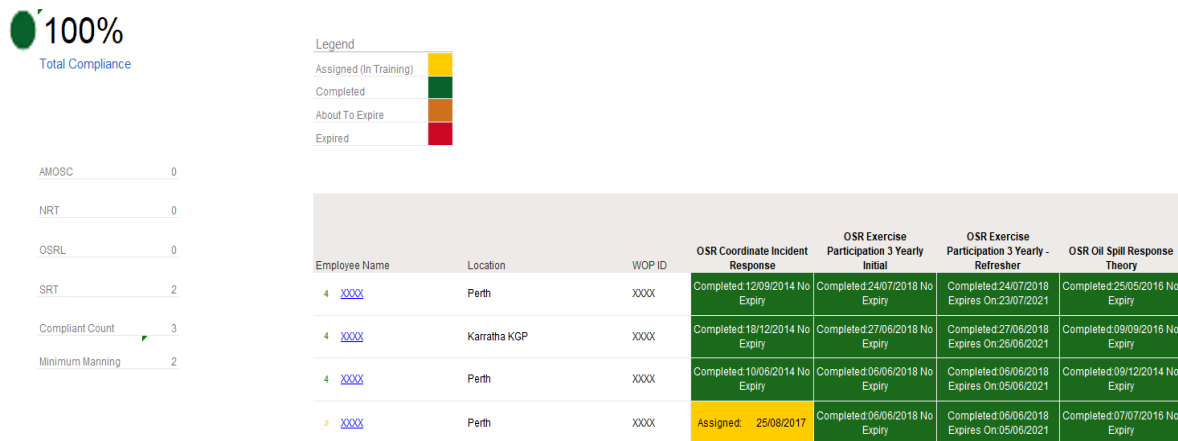 100%
Total Compliance
Legend
Assigned (In Training)
Completed
About To Expire
Expired
AMOSC 0
NRT 0
OSRL 0
SRT 2
Compliant Count 3
Minimum Manning 2
Employee Name Location WOP ID OSR Coordinate Incident Response OSR Exercise Participation 3 Yearly Initial OSR Exercise Participation 3 Yearly - Refresher OSR Oil Spill Response Theory
4 XXXX Perth XXXX Completed:12/09/2014 No Expiry Completed:24/07/2018 No Expiry Completed:24/07/2018 Expires On:23/07/2021 Completed:25/05/2016 No Expiry
4 XXXX Karratha KGP XXXX Completed:18/12/2014 No Expiry Completed:27/06/2018 No Expiry Completed:27/06/2018 Expires On:26/06/2021 Completed:09/09/2016 No Expiry
4 XXXX Perth XXXX Completed:10/06/2014 No Expiry Completed:06/06/2018 No Expiry Completed:06/06/2018 Expires On:05/06/2021 Completed:09/12/2014 No Expiry
2 XXXX Perth XXXX Assigned: 25/08/2017 Completed:06/06/2018 No Expiry Completed:06/06/2018 Expires On:05/06/2021 Completed:07/07/2016 No Expiry